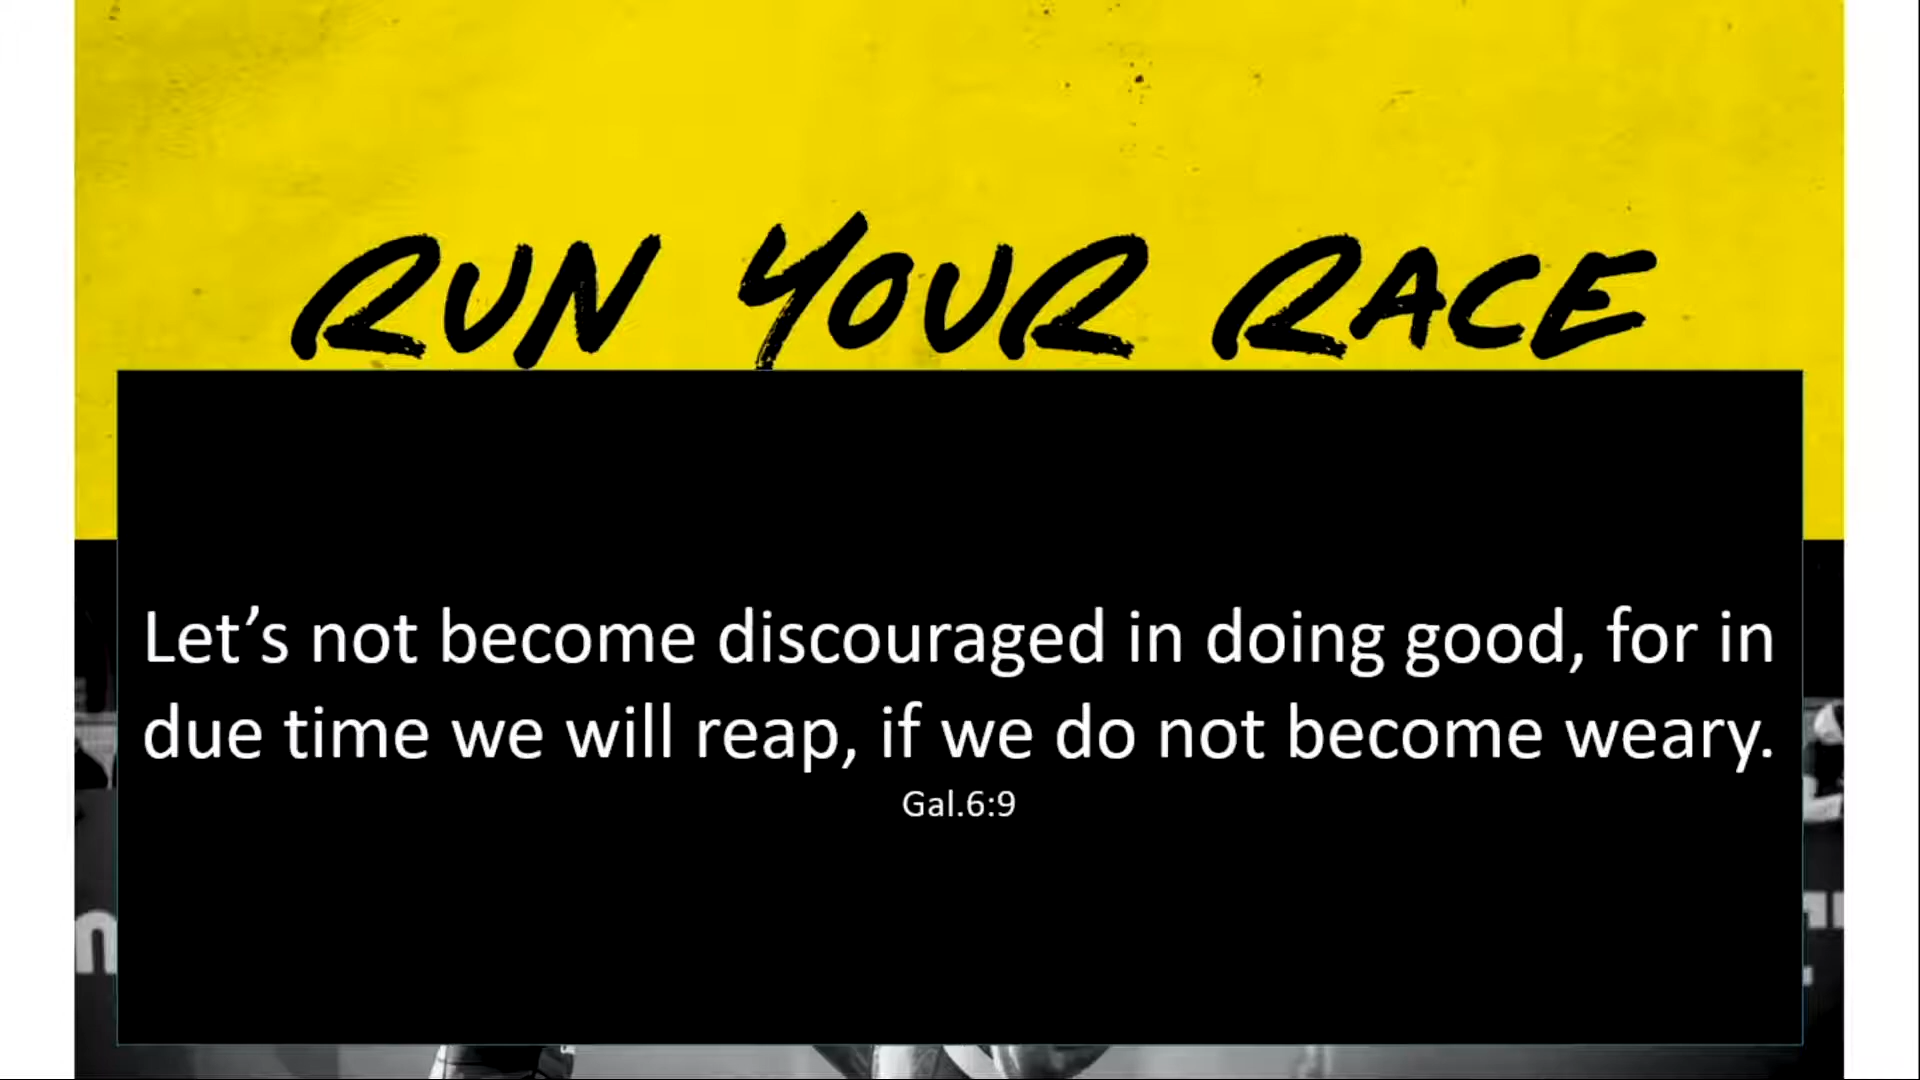 RUN YOUR RACE
Let’s not become discouraged in doing good, for in
due time we will reap, if we do not become weary.
Gal.6:9